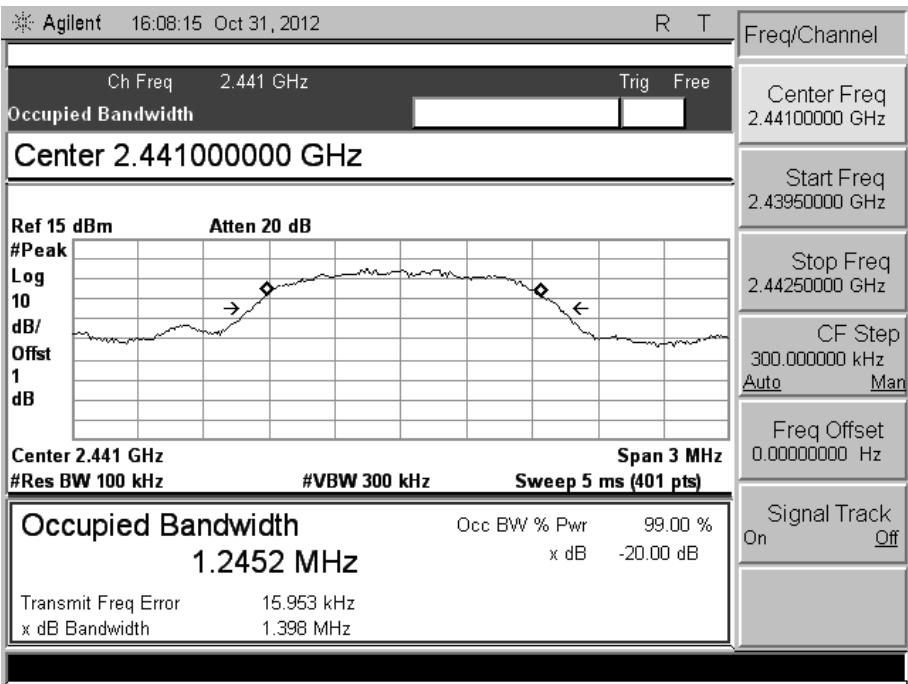 Agilent 16:08:15 Oct 31, 2012 R T
Freq/Channel
Ch Freq 2.441 GHz Trig Free
Occupied Bandwidth
Center 2.441000000 GHz
Ref 15 dBm Atten 20 dB
#Peak
Log
10
dB/
Offst
1
dB
Center 2.441 GHz Span 3 MHz
#Res BW 100 kHz #VBW 300 kHz Sweep 5 ms (401 pts)
Occupied Bandwidth Occ BW % Pwr 99.00 %
1.2452 MHz x dB -20.00 dB
Transmit Freq Error 15.953 kHz
x dB Bandwidth 1.398 MHz
Center Freq
2.44100000 GHz
Start Freq
2.43950000 GHz
Stop Freq
2.44250000 GHz
CF Step
300.000000 kHz
Auto Man
Freq Offset
0.00000000 Hz
Signal Track
On Off